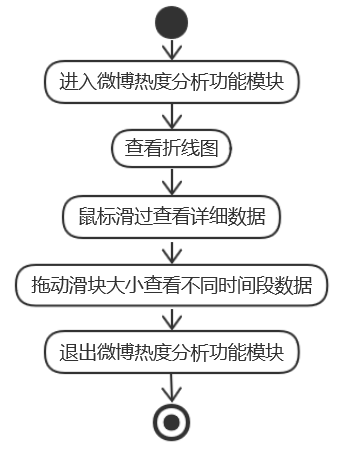 进入微博热度分析功能模块
查看折线图
鼠标滑过查看详细数据
拖动滑块大小查看不同时间段数据
退出微博热度分析功能模块